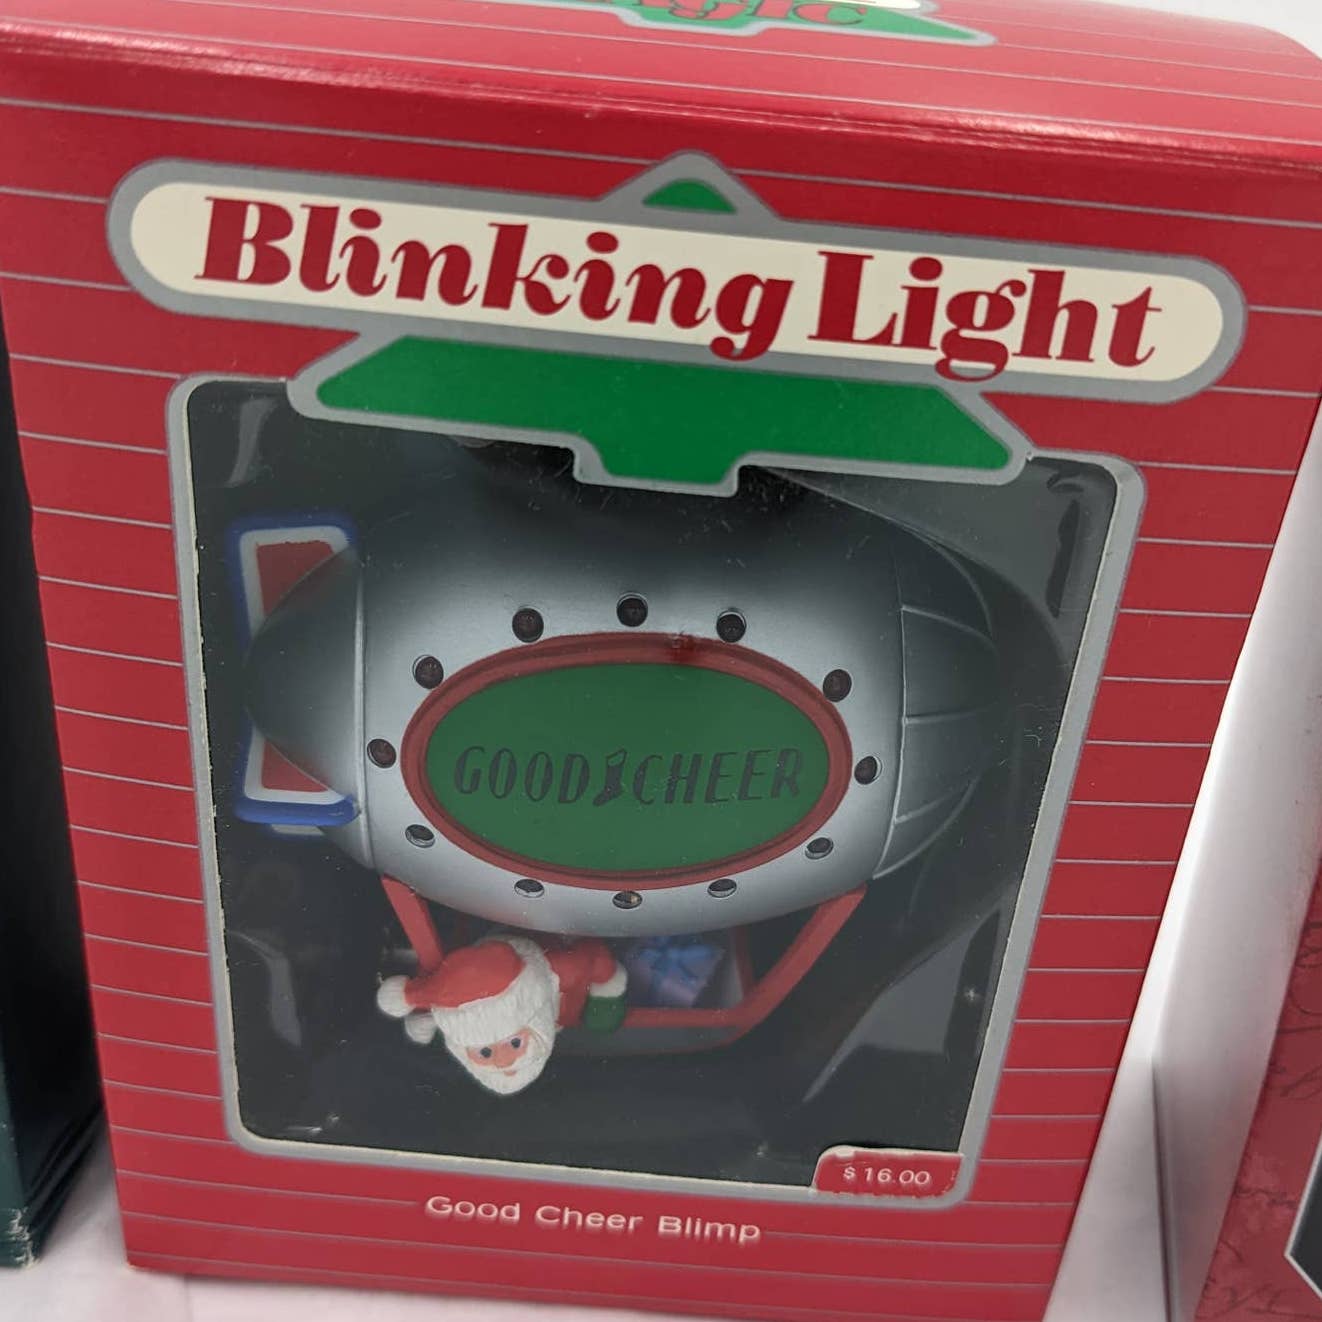 Blinking Light
GOOD CHEER
$ 16.00
Good Cheer Blimp